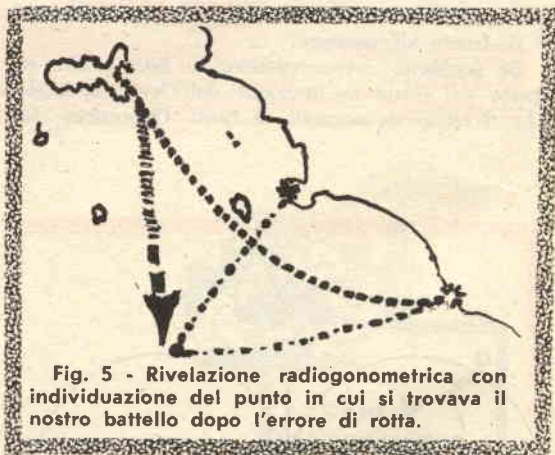 Fig. 5 - Rivelazione radiogonometrica con
individuazione del punto in cui si trovava il
nostro battello dopo l'errore di rotta.